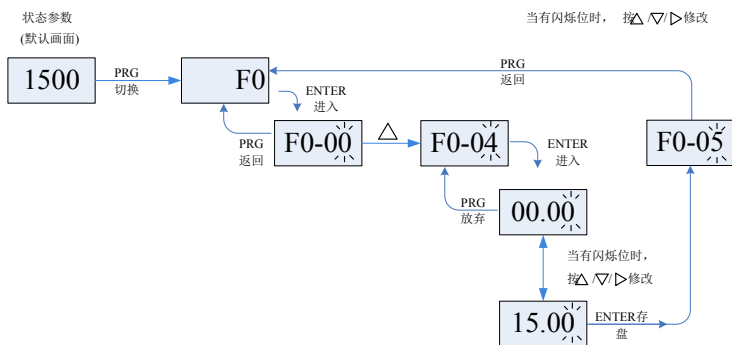 状态参数
(默认画面)
当有闪烁位时， 按△/▽/▷修改
1500
PRG
切换
F0
PRG
返回
ENTER
进入
PRG
返回
F0-00
F0-04
ENTER
进入
F0-05
PRG
放弃
00.00
当有闪烁位时，
按△/▽/▷修改
15.00
ENTER存
盘